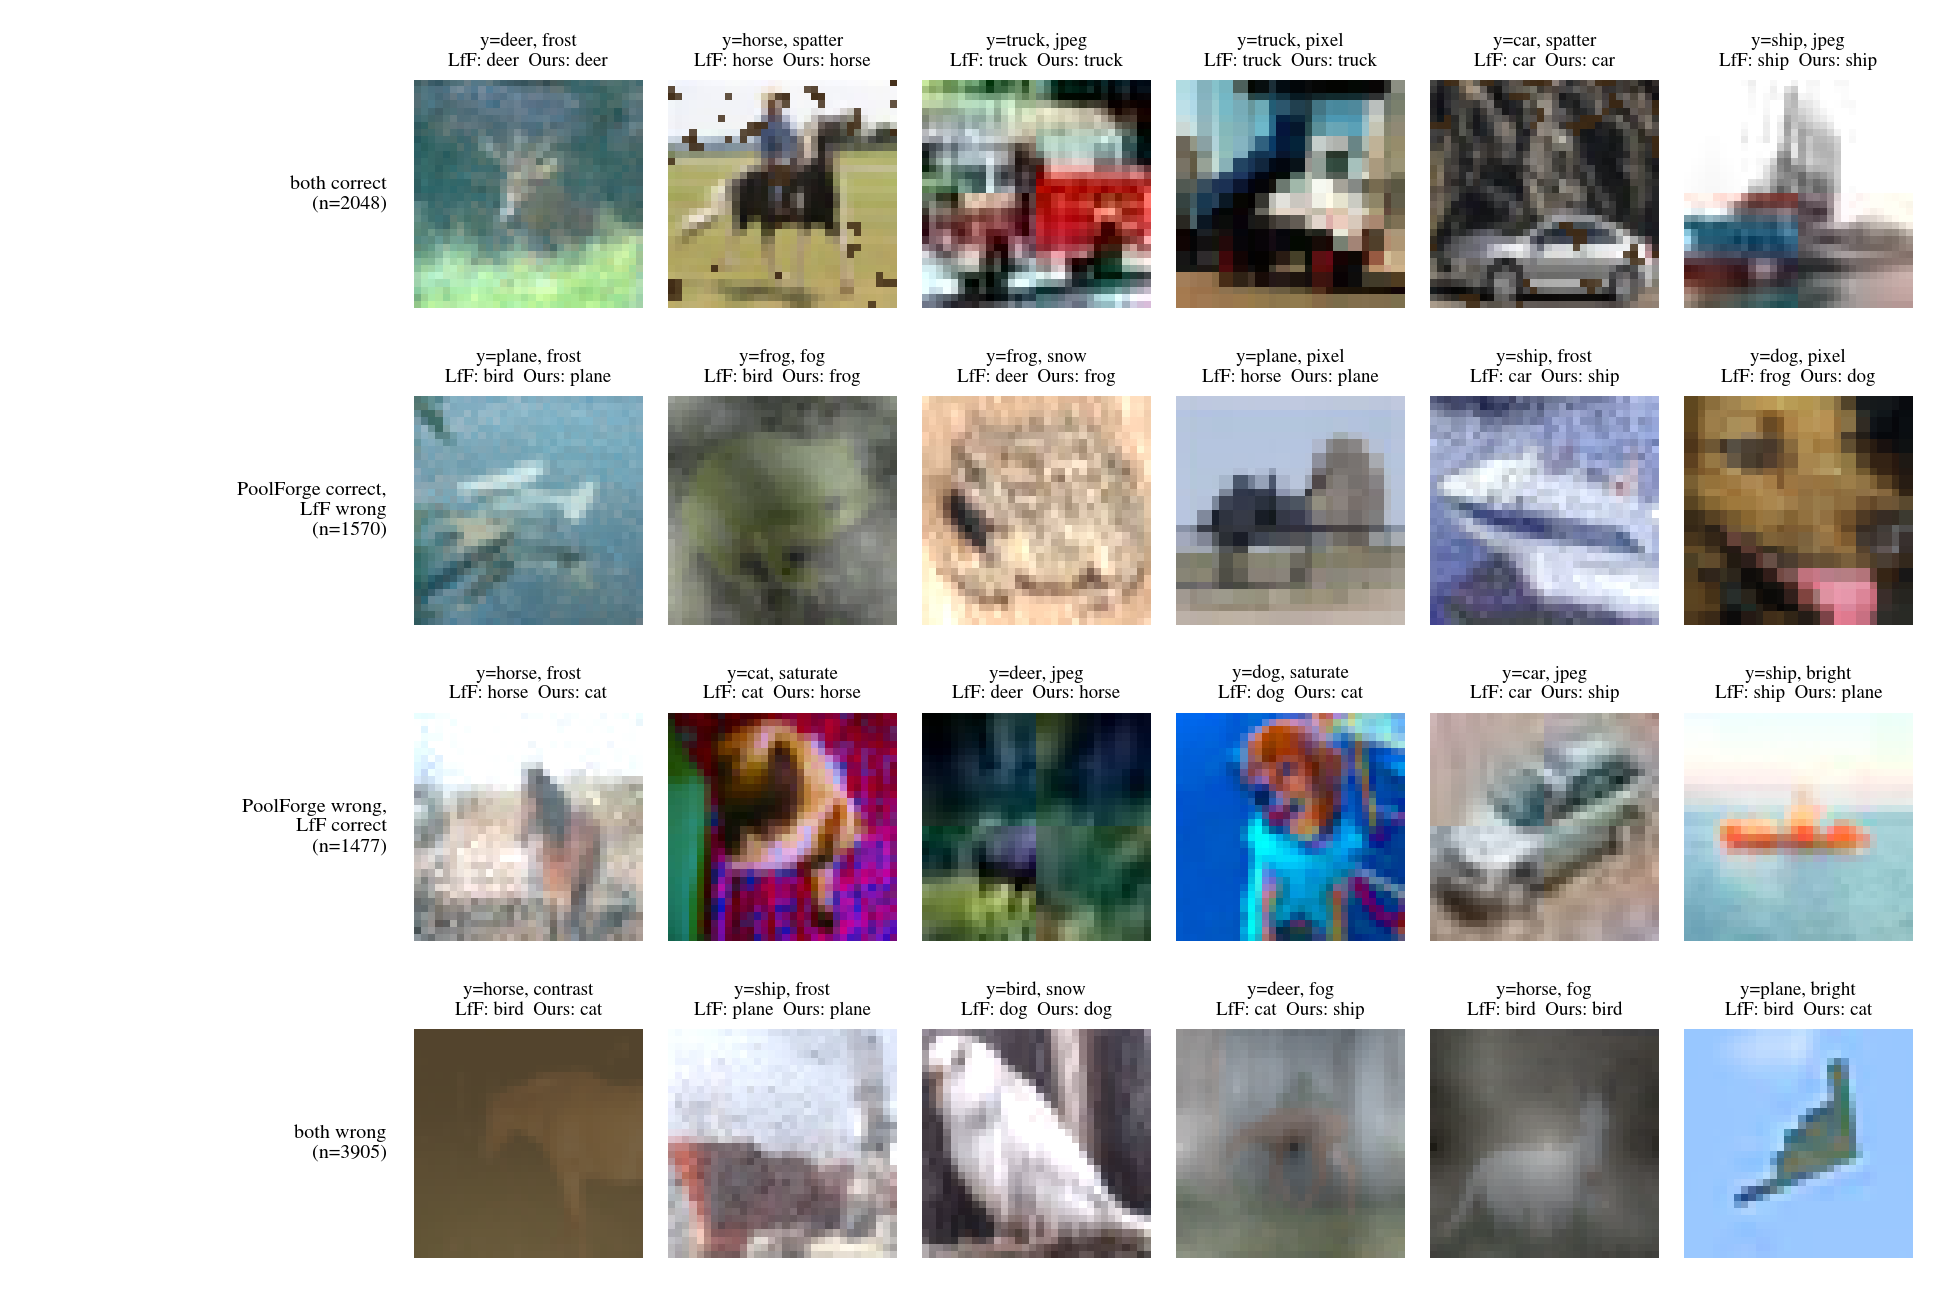 y=deer, frost
LfF: deer  Ours: deer
y=horse, spatter
LfF: horse  Ours: horse
y=truck, jpeg
LfF: truck  Ours: truck
y=truck, pixel
LfF: truck  Ours: truck
y=car, spatter
LfF: car  Ours: car
y=ship, jpeg
LfF: ship  Ours: ship
both correct
(n=2048)
y=plane, frost
LfF: bird  Ours: plane
y=frog, fog
LfF: bird  Ours: frog
y=frog, snow
LfF: deer  Ours: frog
y=plane, pixel
LfF: horse  Ours: plane
y=ship, frost
LfF: car  Ours: ship
y=dog, pixel
LfF: frog  Ours: dog
PoolForge correct,
LfF wrong
(n=1570)
y=horse, frost
LfF: horse  Ours: cat
y=cat, saturate
LfF: cat  Ours: horse
y=deer, jpeg
LfF: deer  Ours: horse
y=dog, saturate
LfF: dog  Ours: cat
y=car, jpeg
LfF: car  Ours: ship
y=ship, bright
LfF: ship  Ours: plane
PoolForge wrong,
LfF correct
(n=1477)
y=horse, contrast
LfF: bird  Ours: cat
y=ship, frost
LfF: plane  Ours: plane
y=bird, snow
LfF: dog  Ours: dog
y=deer, fog
LfF: cat  Ours: ship
y=horse, fog
LfF: bird  Ours: bird
y=plane, bright
LfF: bird  Ours: cat
both wrong
(n=3905)